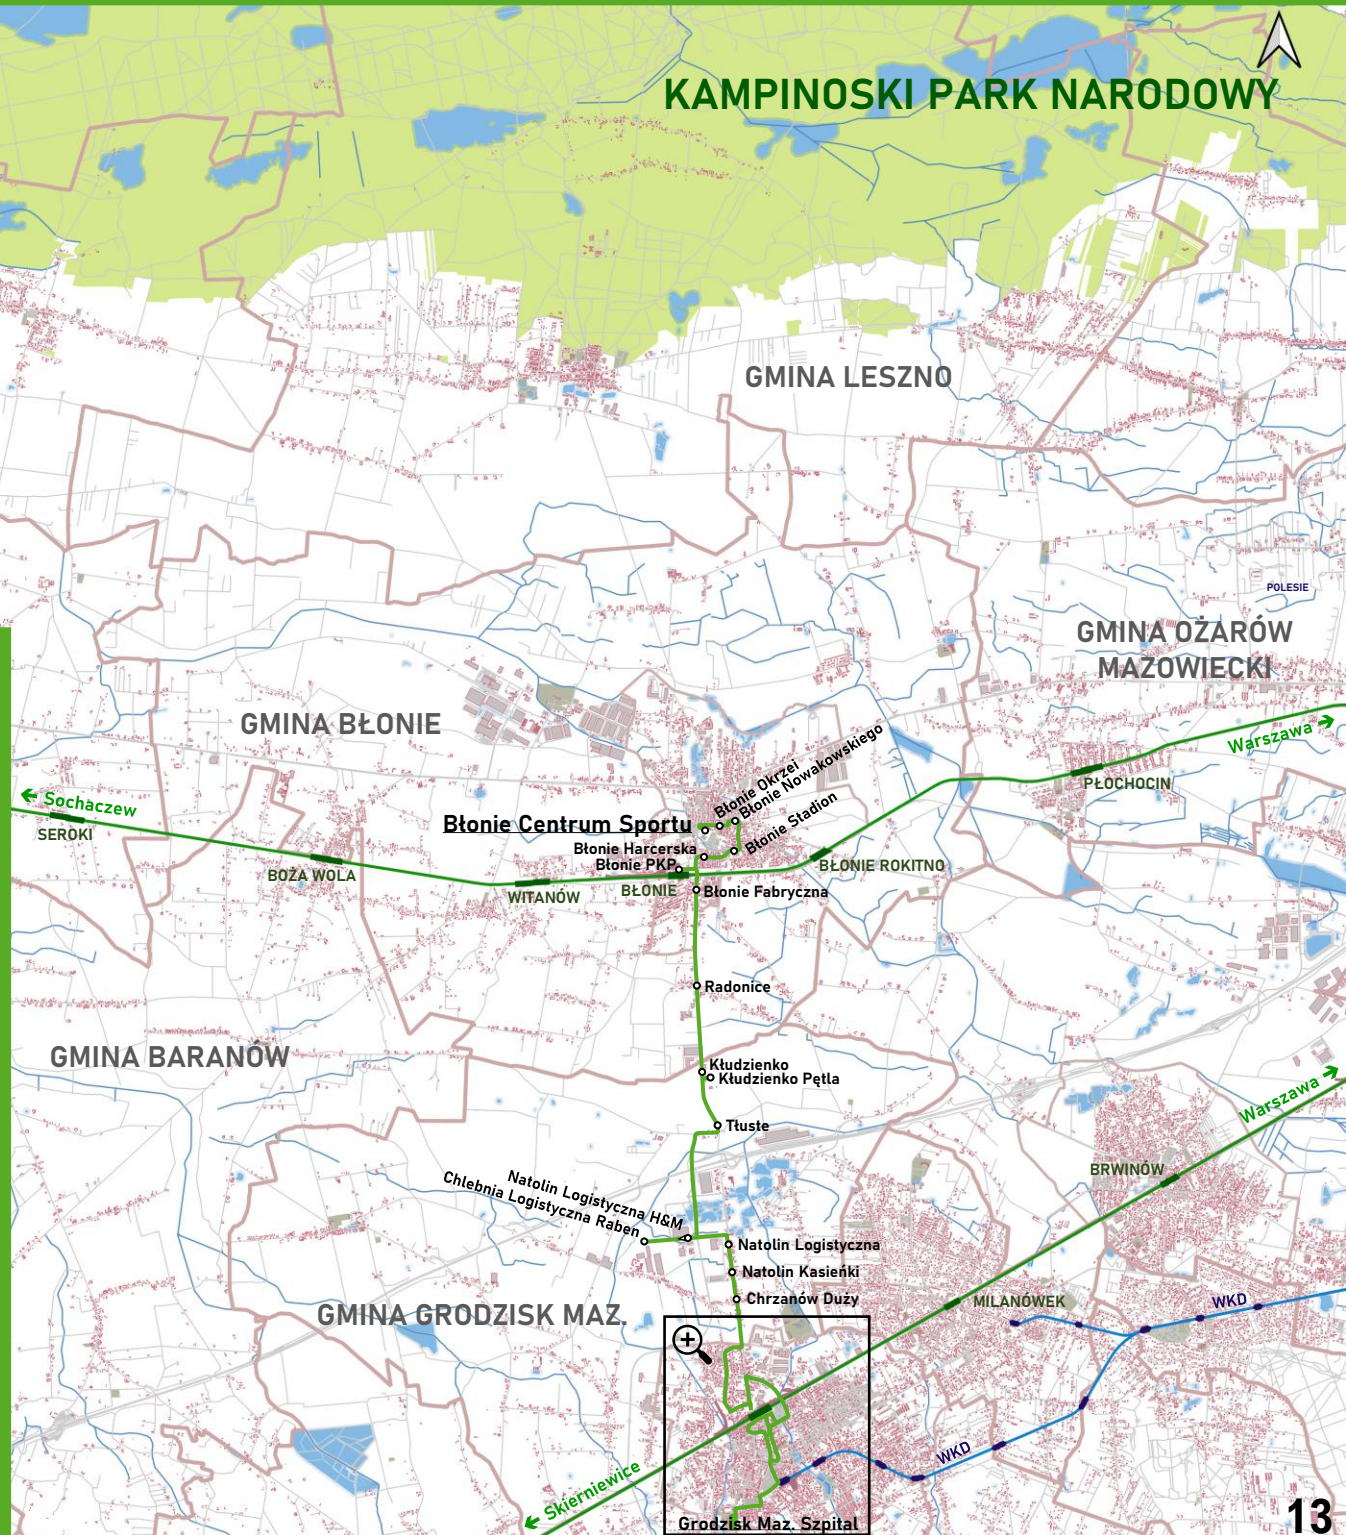 KAMPINOSKI PARK NARODOWY
GMINA LESZNO
POLESIE
GMINA OŻARÓW
MAZOWIECKI
GMINA BŁONIE
Warszawa →
PŁOCHOCIN
← Sochaczew
SEROKI
BOŻA WOLA
WITANÓW
BŁONIE
BŁONIE ROKITNO
Błonie Okrzei
Błonie Nowakowskiego
Błonie Centrum Sportu
Błonie Stadion
Błonie Harcerska
Błonie PKP
Błonie Fabryczna
Radonice
GMINA BARANÓW
Kłudzienko
Kłudzienko Pętla
Tłuste
Warszawa →
BRWINÓW
Natolin Logistyczna H&M
Chlebnia Logistyczna Raben
Natolin Logistyczna
Natolin Kasieńki
Chrzanów Duży
GMINA GRODZISK MAZ.
MILANÓWEK
WKD
WKD
← Skierniewice
Grodzisk Maz. Szpital
13